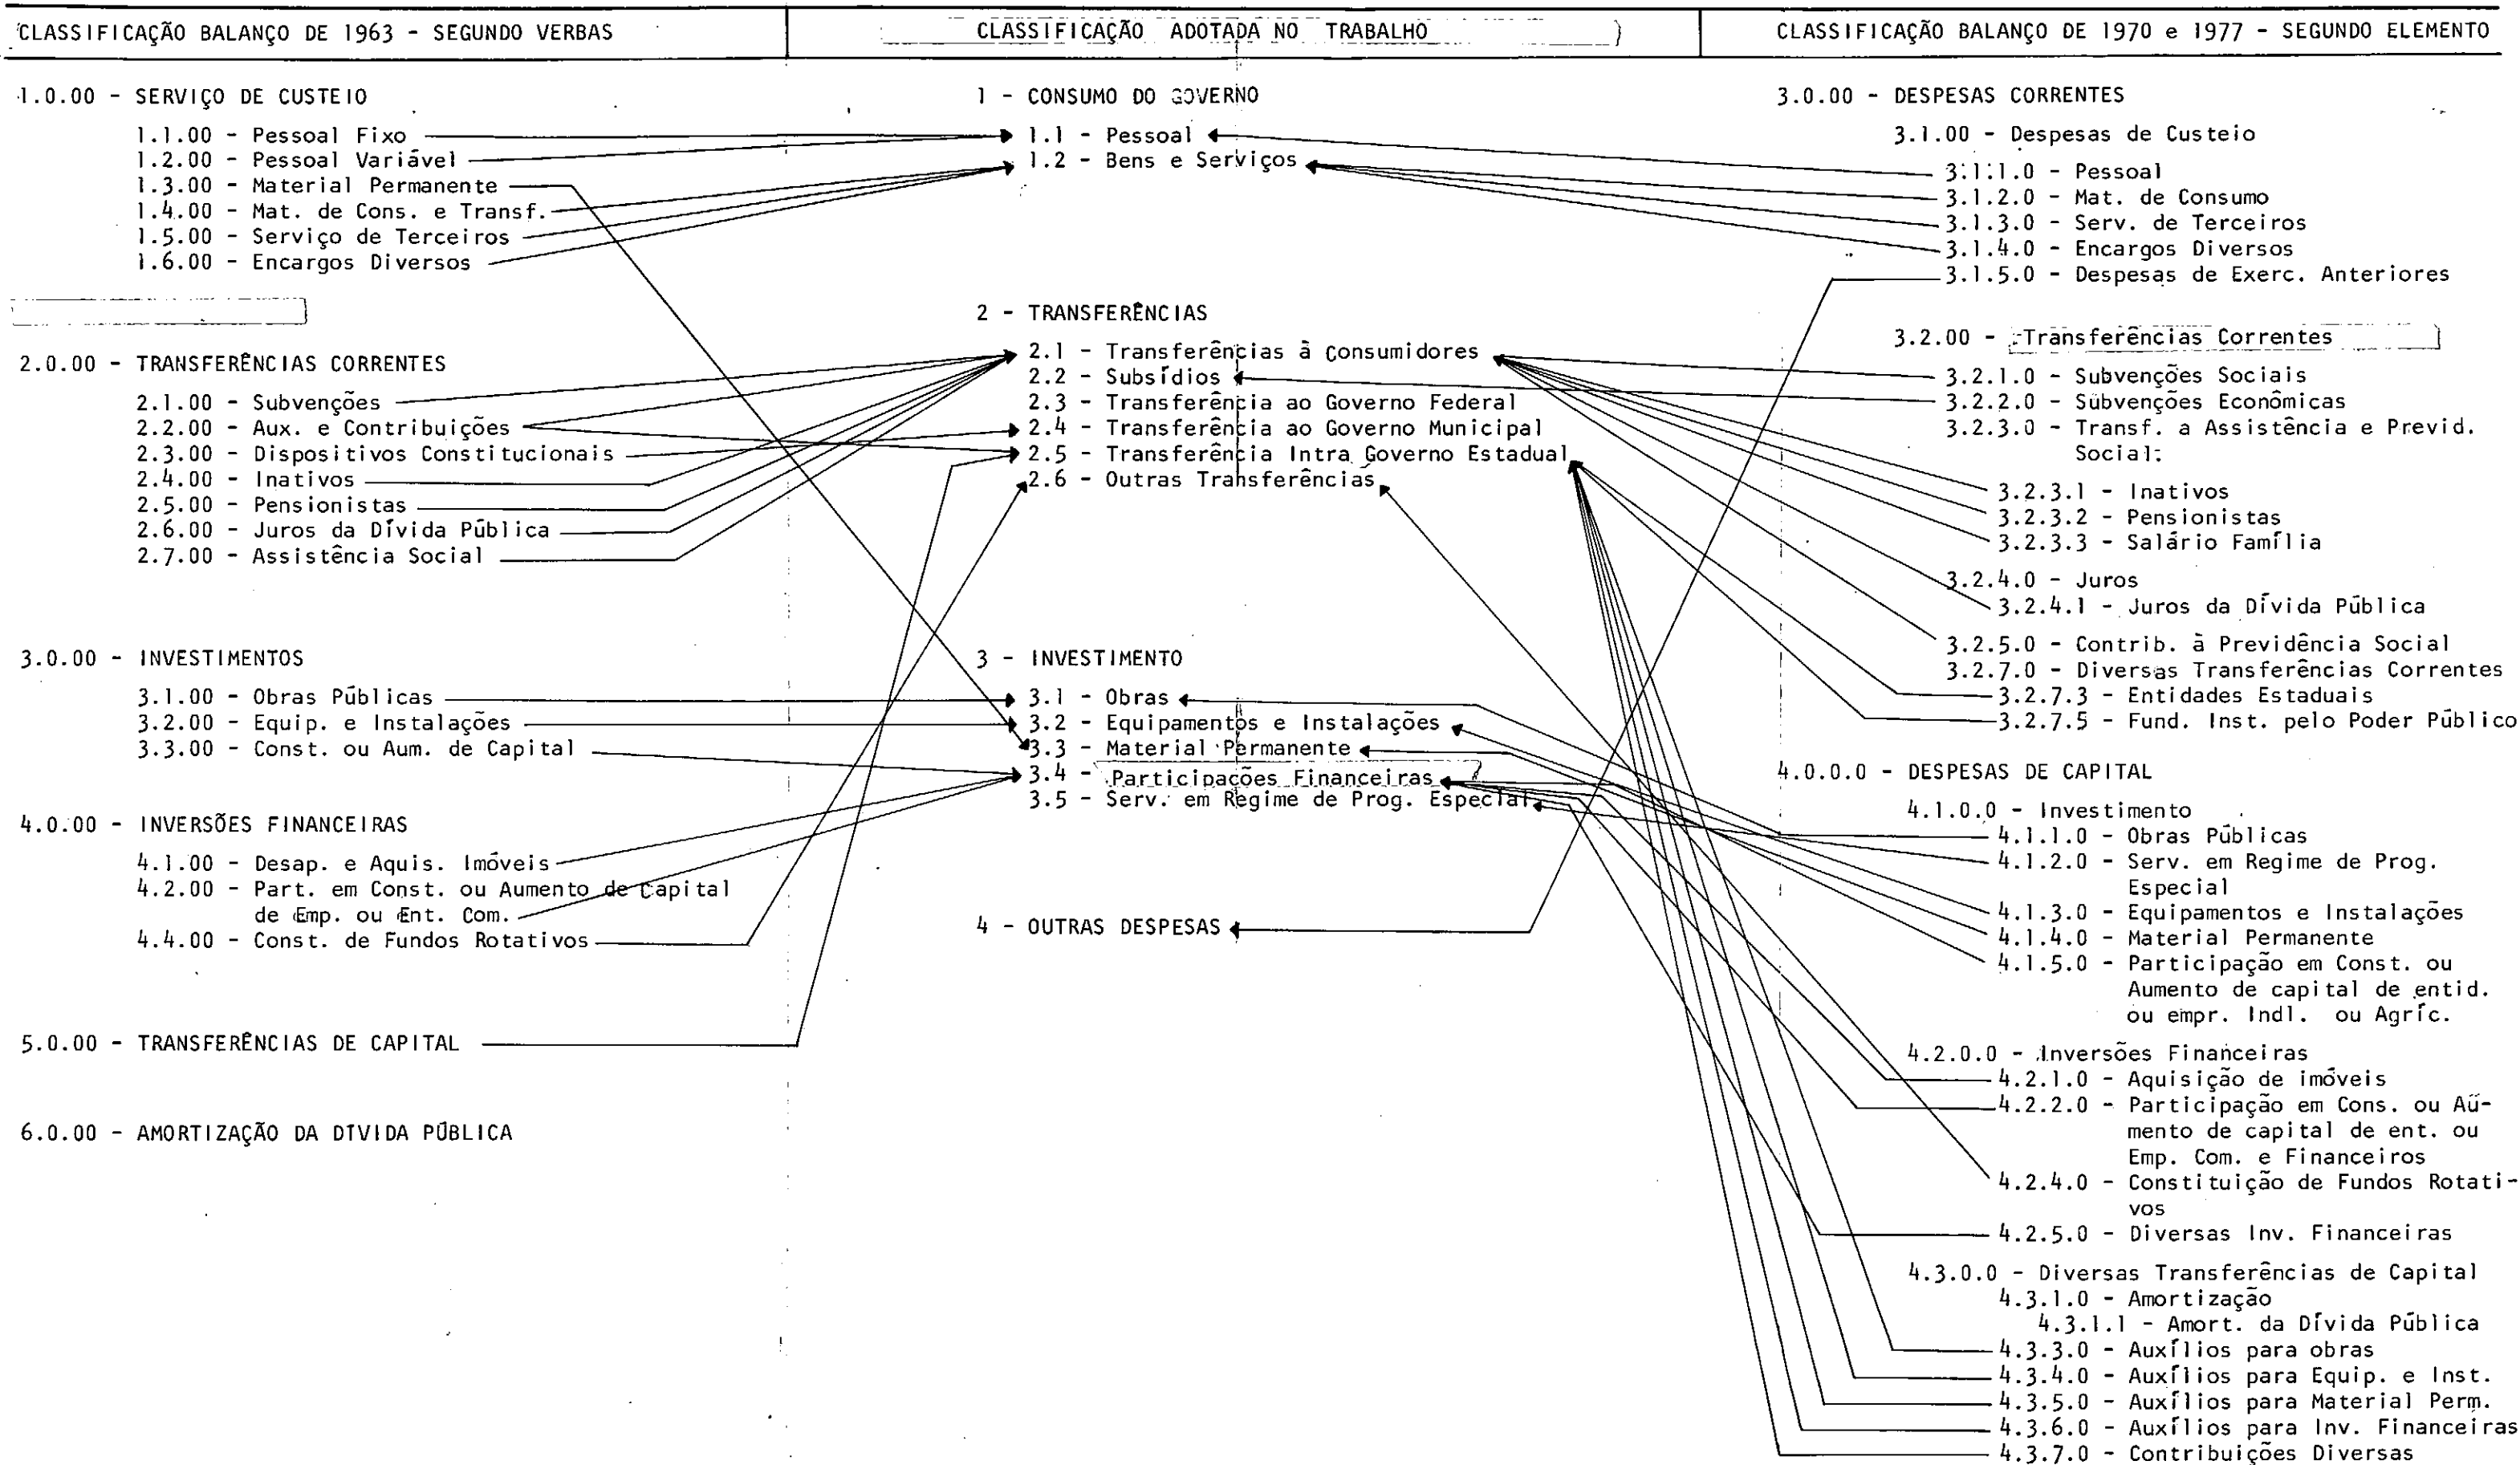 CLASSIFICAÇÃO BALANÇO DE 1963 - SEGUNDO VERBAS
1.0.00 - SERVIÇO DE CUSTEIO
1.1.00 - Pessoal Fixo
1.2.00 - Pessoal Variável
1.3.00 - Material Permanente
1.4.00 - Mat. de Cons. e Transf.
1.5.00 - Serviço de Terceiros
1.6.00 - Encargos Diversos
2.0.00 - TRANSFERÊNCIAS CORRENTES
2.1.00 - Subvenções
2.2.00 - Aux. e Contribuições
2.3.00 - Dispositivos Constitucionais
2.4.00 - Inativos
2.5.00 - Pensionistas
2.6.00 - Juros da Dívida Pública
2.7.00 - Assistência Social
3.0.00 - INVESTIMENTOS
3.1.00 - Obras Públicas
3.2.00 - Equip. e Instalações
3.3.00 - Const. ou Aum. de Capital
4.0.00 - INVERSÕES FINANCEIRAS
4.1.00 - Desap. e Aquis. Imóveis
4.2.00 - Part. em Const. ou Aumento de Capital
de Emp. ou Ent. Com.
4.4.00 - Const. de Fundos Rotativos
5.0.00 - TRANSFERÊNCIAS DE CAPITAL
6.0.00 - AMORTIZAÇÃO DA DÍVIDA PÚBLICA
CLASSIFICAÇÃO ADOTADA NO TRABALHO
1 - CONSUMO DO GOVERNO
1.1 - Pessoal
1.2 - Bens e Serviços
2 - TRANSFERÊNCIAS
2.1 - Transferências à Consumidores
2.2 - Subsídios
2.3 - Transferência ao Governo Federal
2.4 - Transferência ao Governo Municipal
2.5 - Transferência Intra Governo Estadual
2.6 - Outras Transferências
3 - INVESTIMENTO
3.1 - Obras
3.2 - Equipamentos e Instalações
3.3 - Material Permanente
3.4 - Participações Financeiras
3.5 - Serv. em Regime de Prog. Especial
4 - OUTRAS DESPESAS
CLASSIFICAÇÃO BALANÇO DE 1970 e 1977 - SEGUNDO ELEMENTO
3.0.00 - DESPESAS CORRENTES
3.1.00 - Despesas de Custeio
3.1.1.0 - Pessoal
3.1.2.0 - Mat. de Consumo
3.1.3.0 - Serv. de Terceiros
3.1.4.0 - Encargos Diversos
3.1.5.0 - Despesas de Exerc. Anteriores
3.2.00 - Transferências Correntes
3.2.1.0 - Subvenções Sociais
3.2.2.0 - Subvenções Econômicas
3.2.3.0 - Transf. a Assistência e Previd.
Social.
3.2.3.1 - Inativos
3.2.3.2 - Pensionistas
3.2.3.3 - Salário Família
3.2.4.0 - Juros
3.2.4.1 - Juros da Dívida Pública
3.2.5.0 - Contrib. à Previdência Social
3.2.7.0 - Diversas Transferências Correntes
3.2.7.3 - Entidades Estaduais
3.2.7.5 - Fund. Inst. pelo Poder Público
4.0.0.0 - DESPESAS DE CAPITAL
4.1.0.0 - Investimento
4.1.1.0 - Obras Públicas
4.1.2.0 - Serv. em Regime de Prog.
Especial
4.1.3.0 - Equipamentos e Instalações
4.1.4.0 - Material Permanente
4.1.5.0 - Participação em Const. ou
Aumento de capital de entid.
ou empr. Indl. ou Agríc.
4.2.0.0 - Inversões Financeiras
4.2.1.0 - Aquisição de imóveis
4.2.2.0 - Participação em Cons. ou Au-
mento de capital de ent. ou
Emp. Com. e Financeiros
4.2.4.0 - Constituição de Fundos Rotati-
vos
4.2.5.0 - Diversas Inv. Financeiras
4.3.0.0 - Diversas Transferências de Capital
4.3.1.0 - Amortização
4.3.1.1 - Amort. da Dívida Pública
4.3.3.0 - Auxílios para obras
4.3.4.0 - Auxílios para Equip. e Inst.
4.3.5.0 - Auxílios para Material Perm.
4.3.6.0 - Auxílios para Inv. Financeiras
4.3.7.0 - Contribuições Diversas